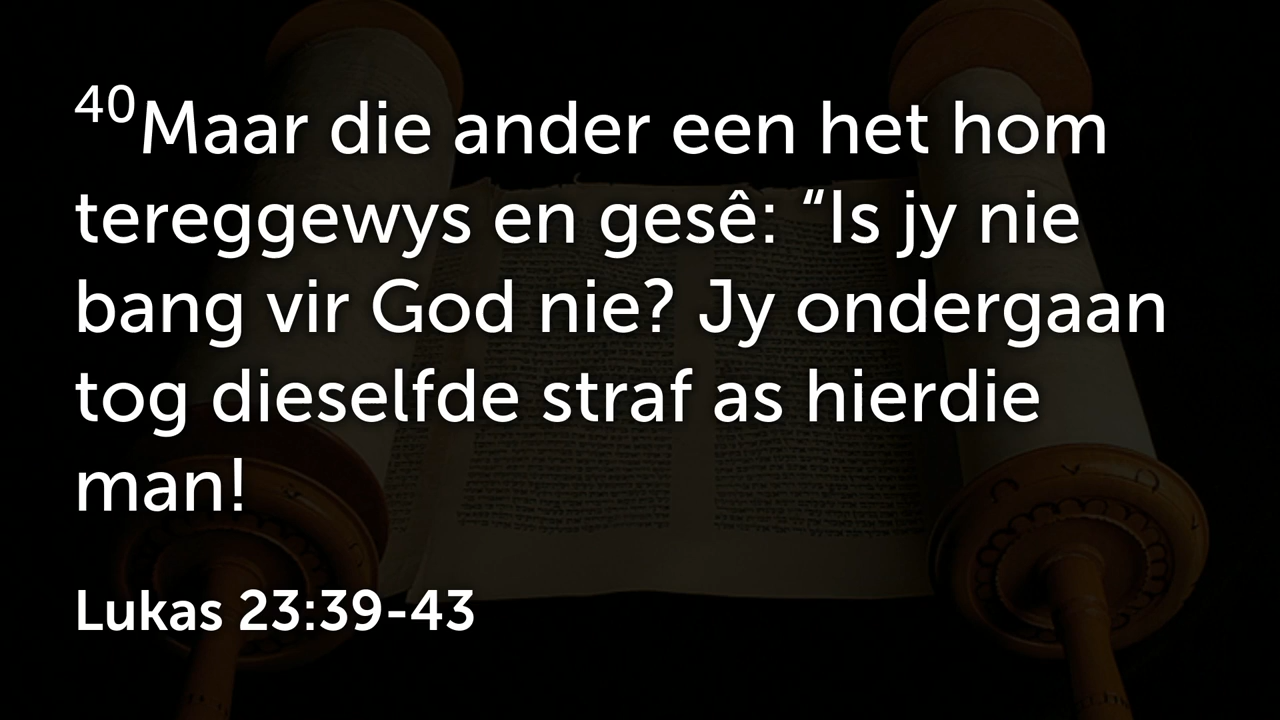 40Maar die ander een het hom
tereggewys en gesê: “Is jy nie
bang vir God nie? Jy ondergaan
tog dieselfde straf as hierdie
man!
Lukas 23:39-43